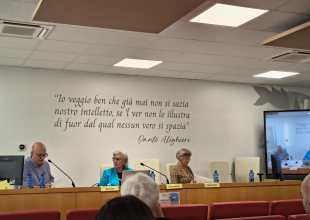 "Io veggio ben che già mai non si sazia
nostro intelletto, se 'l ver non lo illustra
di fuor dal qual nessun vero si spazia"
Dante Alighieri